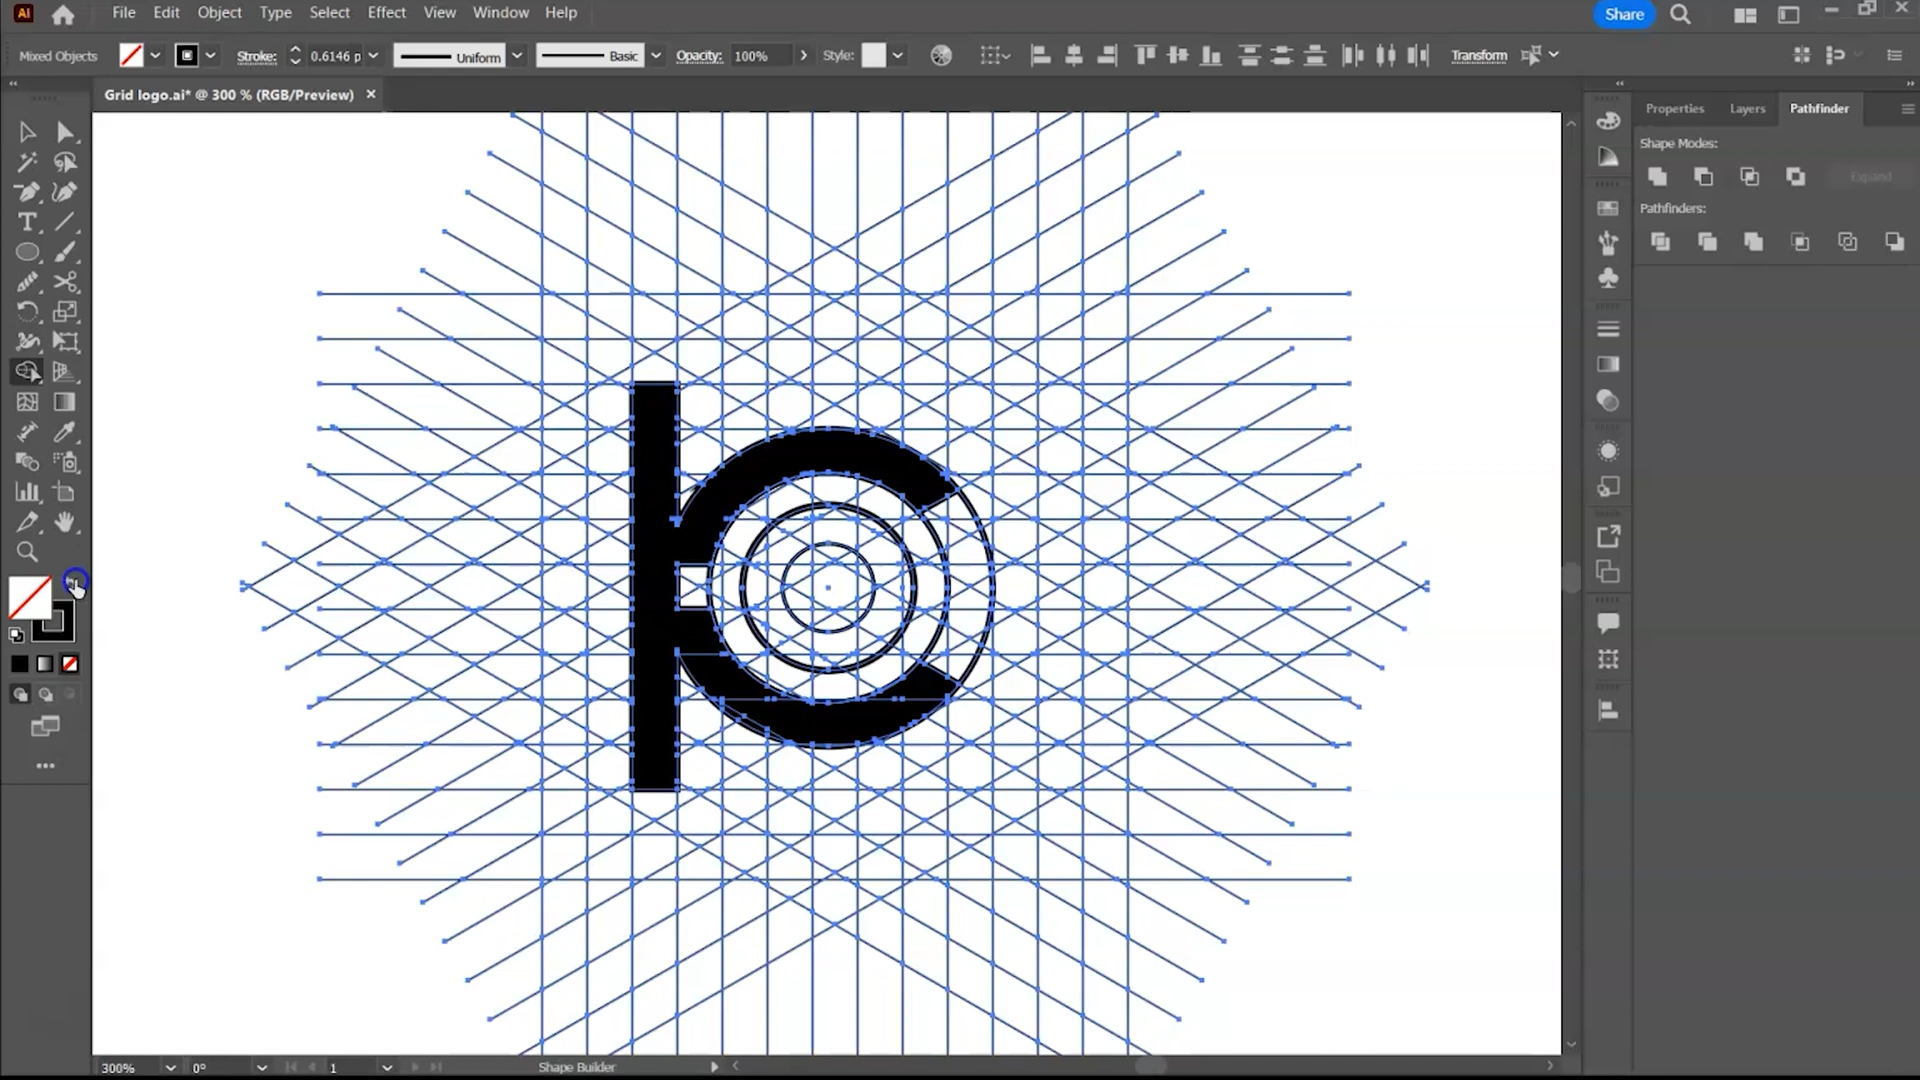 Ai File Edit Object Type Select Effect View Window Help Share
Mixed Objects Stroke: 0.6146 p Uniform Basic Opacity: 100% Style: Transform
Grid logo.ai* @ 300 % (RGB/Preview)
Properties Layers Pathfinder
Shape Modes:
Expand
Pathfinders:
300% 0° 1 Shape Builder